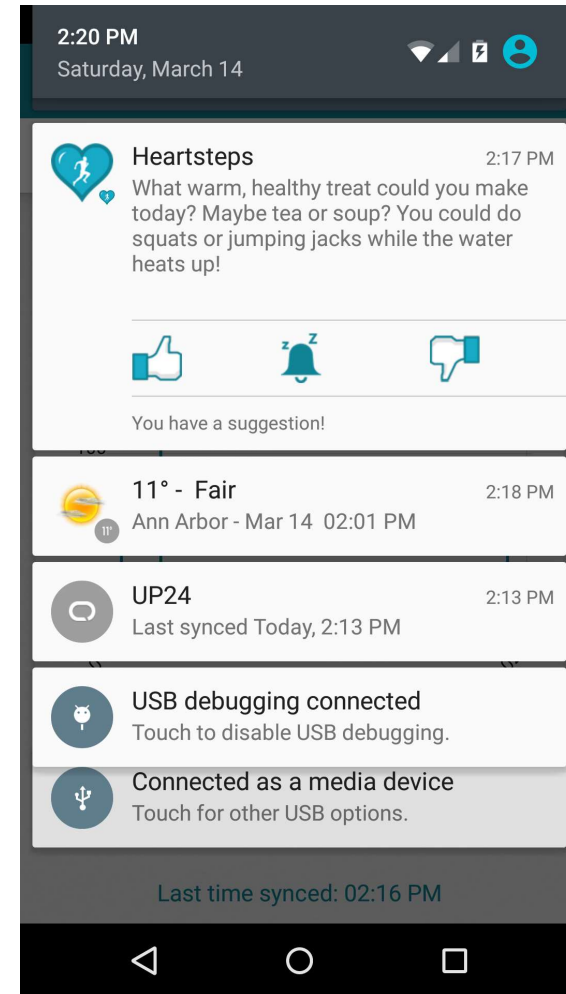 2:20 PM
Saturday, March 14
Heartsteps 2:17 PM
What warm, healthy treat could you make
today? Maybe tea or soup? You could do
squats or jumping jacks while the water
heats up!
z z
You have a suggestion!
11° - Fair 2:18 PM
11°
Ann Arbor - Mar 14 02:01 PM
UP24 2:13 PM
Last synced Today, 2:13 PM
USB debugging connected
Touch to disable USB debugging.
Connected as a media device
Touch for other USB options.
Last time synced: 02:16 PM